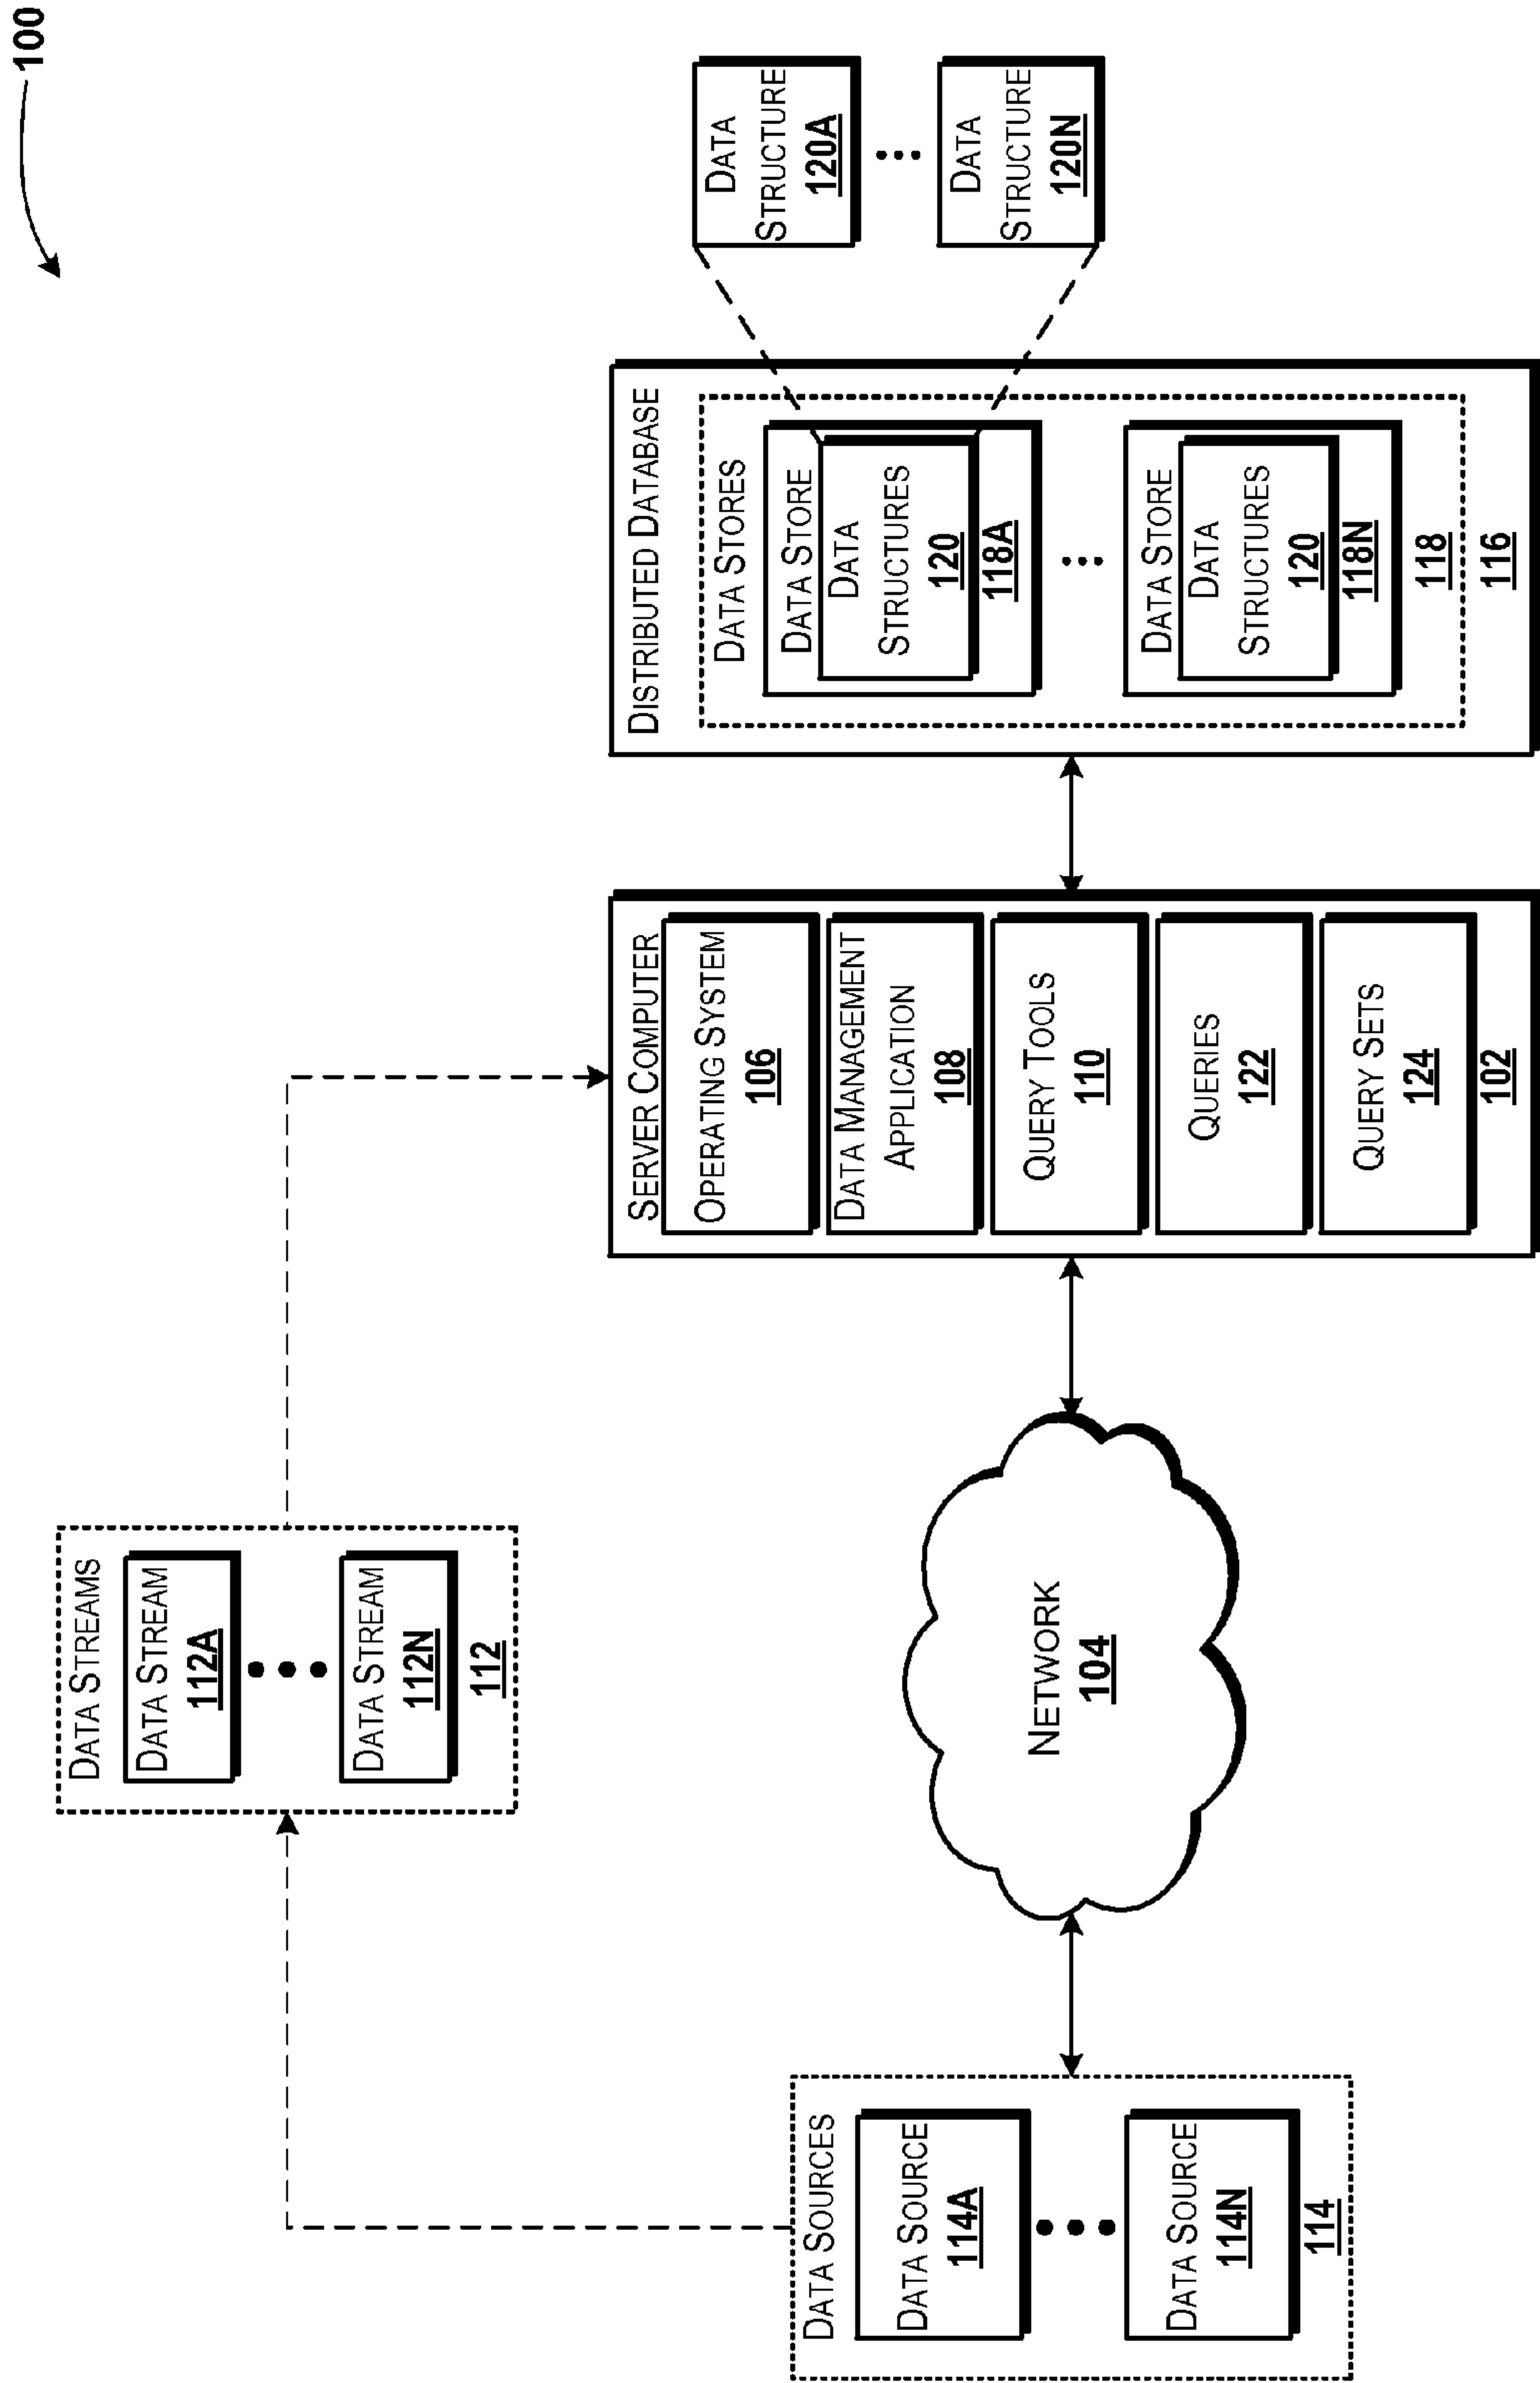 100
DATA STREAMS
DATA STREAM
112A
DATA STREAM
112N
112
DATA SOURCES
DATA SOURCE
114A
DATA SOURCE
114N
114
NETWORK
104
SERVER COMPUTER
OPERATING SYSTEM
106
DATA MANAGEMENT
APPLICATION
108
QUERY TOOLS
110
QUERIES
122
QUERY SETS
124
102
DISTRIBUTED DATABASE
DATA STORES
DATA STORE
DATA
STRUCTURES
120
118A
DATA STORE
DATA
STRUCTURES
120
118N
118
116
DATA
STRUCTURE
120A
DATA
STRUCTURE
120N